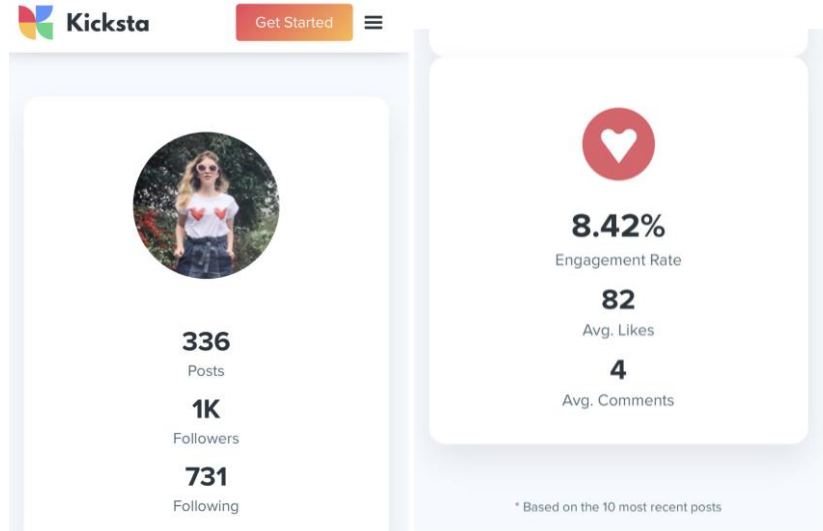 Kicksta
Get Started
336
Posts
1K
Followers
731
Following
8.42%
Engagement Rate
82
Avg. Likes
4
Avg. Comments
* Based on the 10 most recent posts